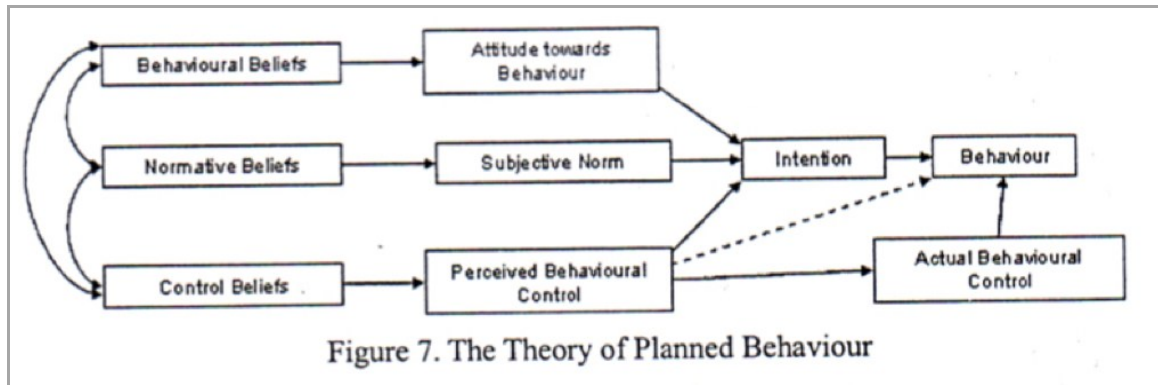 Behavioural Beliefs
Attitude towards
Behaviour
Normative Beliefs
Subjective Norm
Intention
Behaviour
Control Beliefs
Perceived Behavioural
Control
Actual Behavioural
Control
Figure 7. The Theory of Planned Behaviour